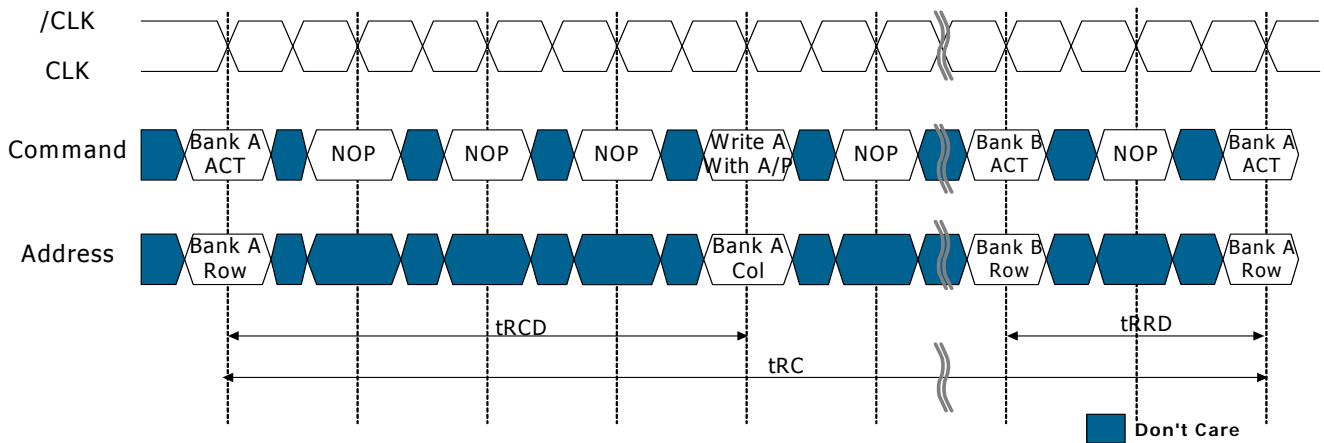 /CLK
CLK
Command
Bank A
ACT
NOP
NOP
NOP
Write A
With A/P
NOP
Bank B
ACT
NOP
Bank A
ACT
Address
Bank A
Row
Bank A
Col
Bank B
Row
Bank A
Row
tRCD
tRRD
tRC
Don't Care